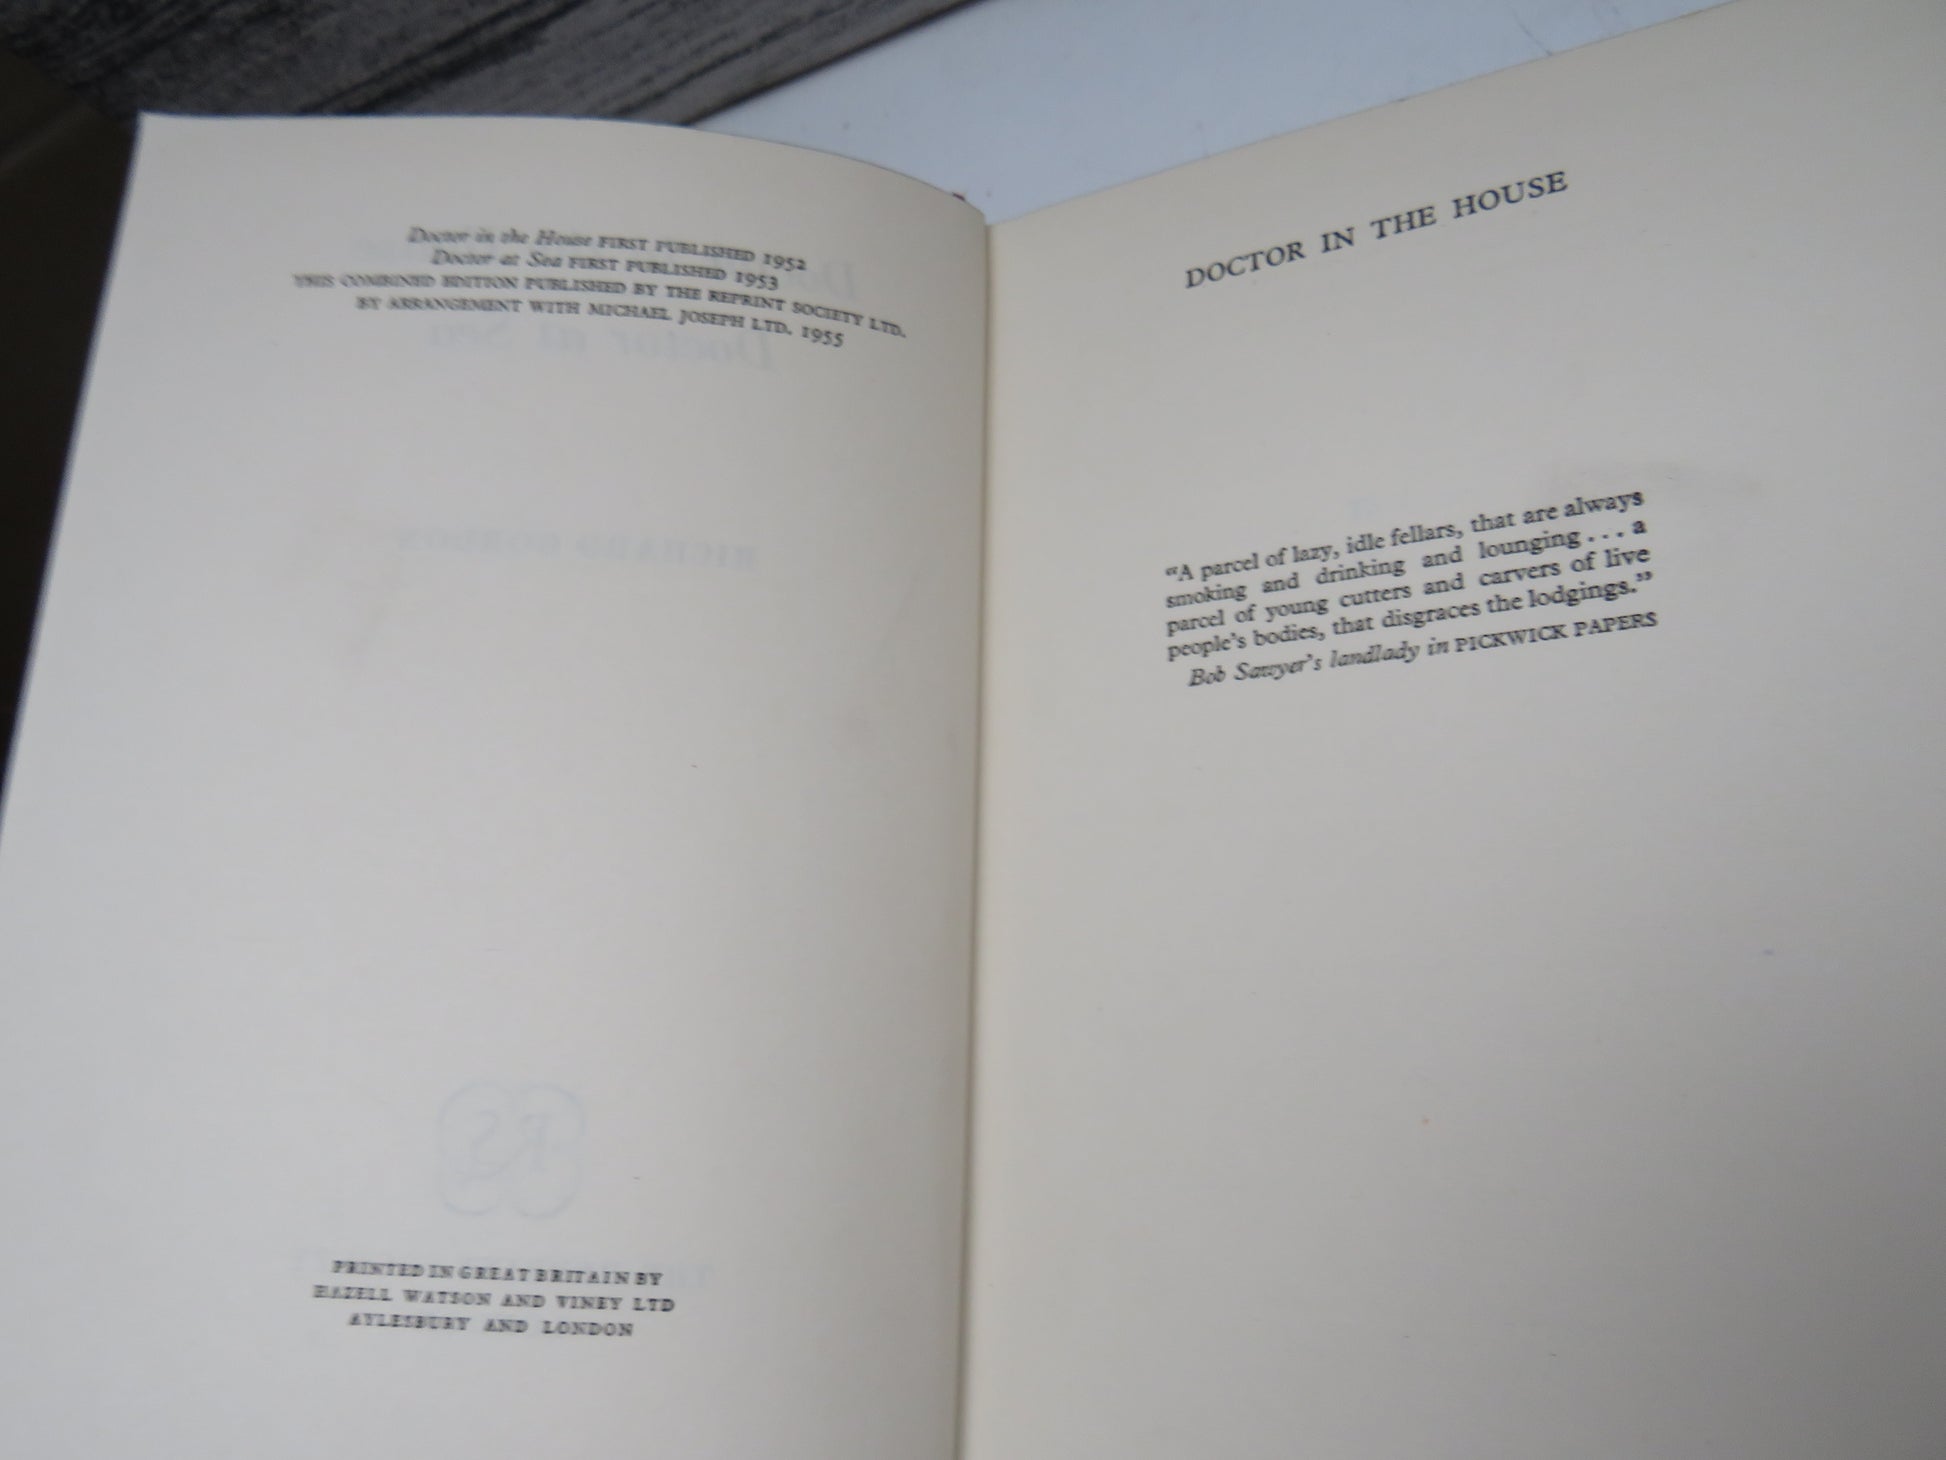 Doctor in the House FIRST PUBLISHED 1952
Doctor at Sea FIRST PUBLISHED 1953
THIS COMBINED EDITION PUBLISHED BY THE REPRINT SOCIETY LTD.
BY ARRANGEMENT WITH MICHAEL JOSEPH LTD. 1955
PRINTED IN GREAT BRITAIN BY
HAZELL WATSON AND VINEY LTD
AYLESBURY AND LONDON
DOCTOR IN THE HOUSE
“A parcel of lazy, idle fellars, that are always
smoking and drinking and lounging . . . a
parcel of young cutters and carvers of live
people’s bodies, that disgraces the lodgings.”
Bob Sawyer’s landlady in PICKWICK PAPERS